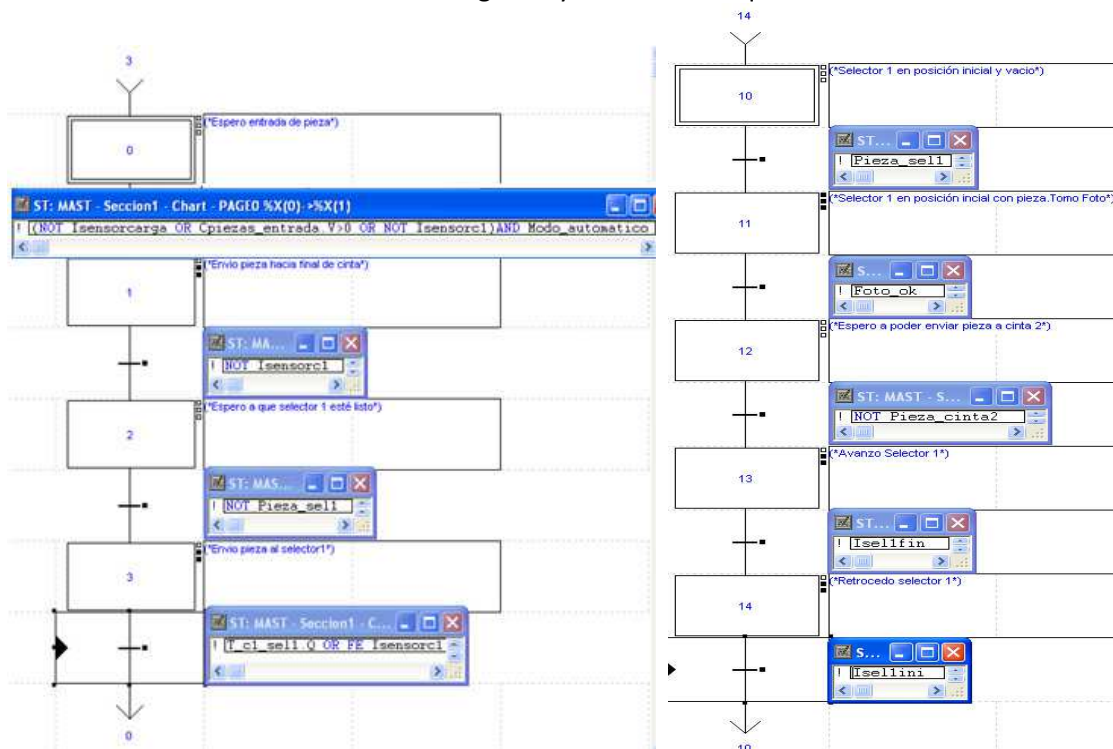 3
0
(*Espero entrada de pieza*)
ST: MAST - Seccion1 - Chart - PAGE0 %X(0)->%X(1)
! (NOT Isensorcarga OR Cpiezas_entrada.V>0 OR NOT Isensorc1)AND Modo_automatico
1
(*Envio pieza hacia final de cinta*)
ST: MA...
! NOT Isensorc1
2
(*Espero a que selector 1 esté listo*)
ST: MAS...
! NOT Pieza_sel1
3
(*Envio pieza al selector1*)
ST: MAST - Seccion1 - C...
! T_c1_sel1.Q OR FE Isensorc1
0
14
10
(*Selector 1 en posición inicial y vacio*)
ST...
! Pieza_sel1
11
(*Selector 1 en posición incial con pieza.Tomo Foto*)
S...
! Foto_ok
12
(*Espero a poder enviar pieza a cinta 2*)
ST: MAST - S...
! NOT Pieza_cinta2
13
(*Avanzo Selector 1*)
ST...
! Isel1fin
14
(*Retrocedo selector 1*)
S...
! Isel1ini
10